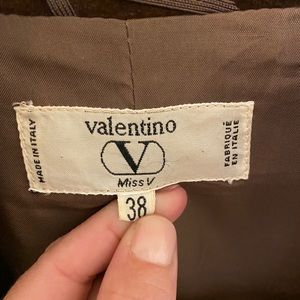 MADE IN ITALY
valentino
V
Miss V
FABRIQUÉ
EN ITALIE
38